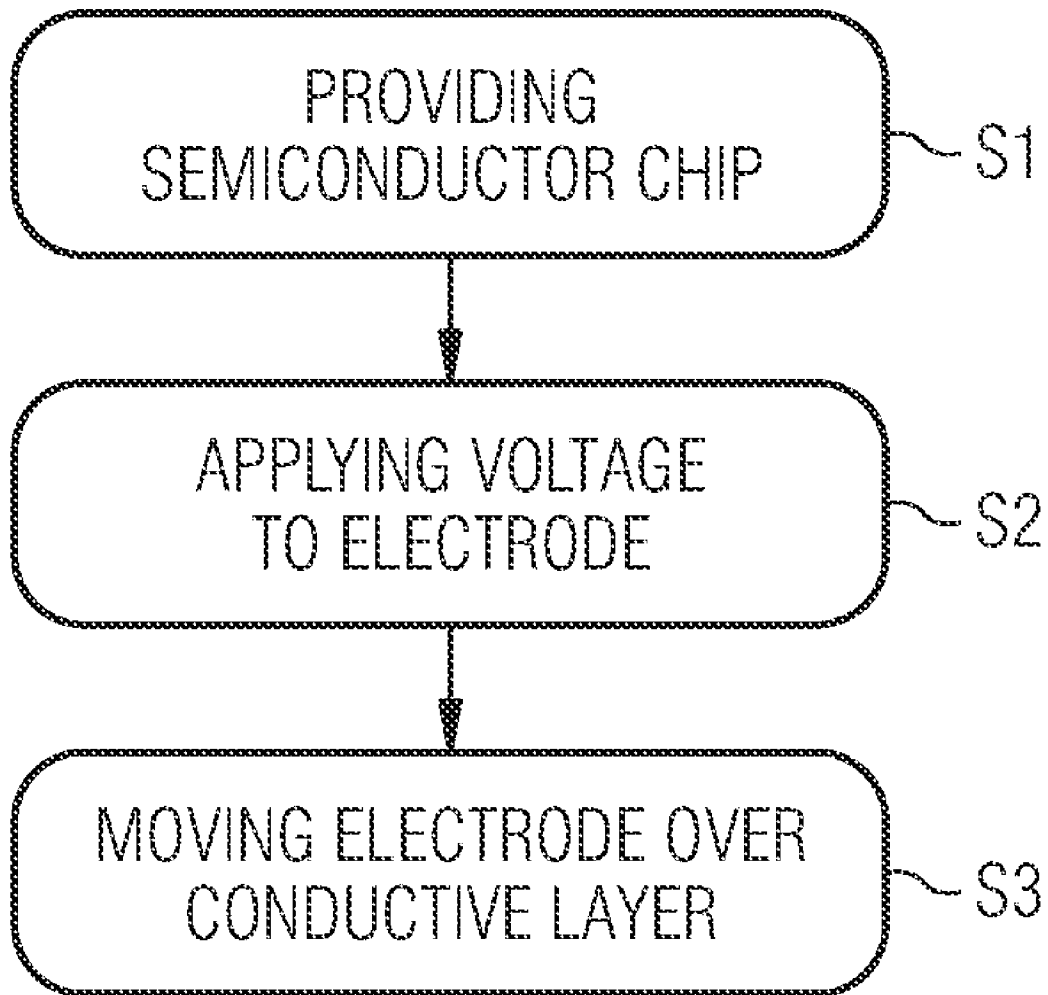 PROVIDING
SEMICONDUCTOR CHIP
S1
APPLYING VOLTAGE
TO ELECTRODE
S2
MOVING ELECTRODE OVER
CONDUCTIVE LAYER
S3